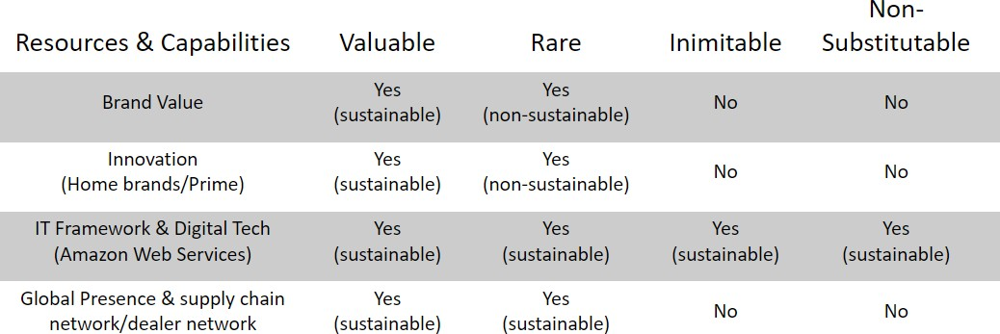 Non-
Resources & Capabilities Valuable Rare Inimitable Substitutable
Yes Yes
Brand Value No No
(sustainable) (non-sustainable)
Innovation Yes Yes
No No
(Home brands/Prime) (sustainable) (non-sustainable)
IT Framework & Digital Tech Yes Yes Yes Yes
(Amazon Web Services) (sustainable) (sustainable) (sustainable) (sustainable)
Global Presence & supply chain Yes Yes
No No
network/dealer network (sustainable) (sustainable)